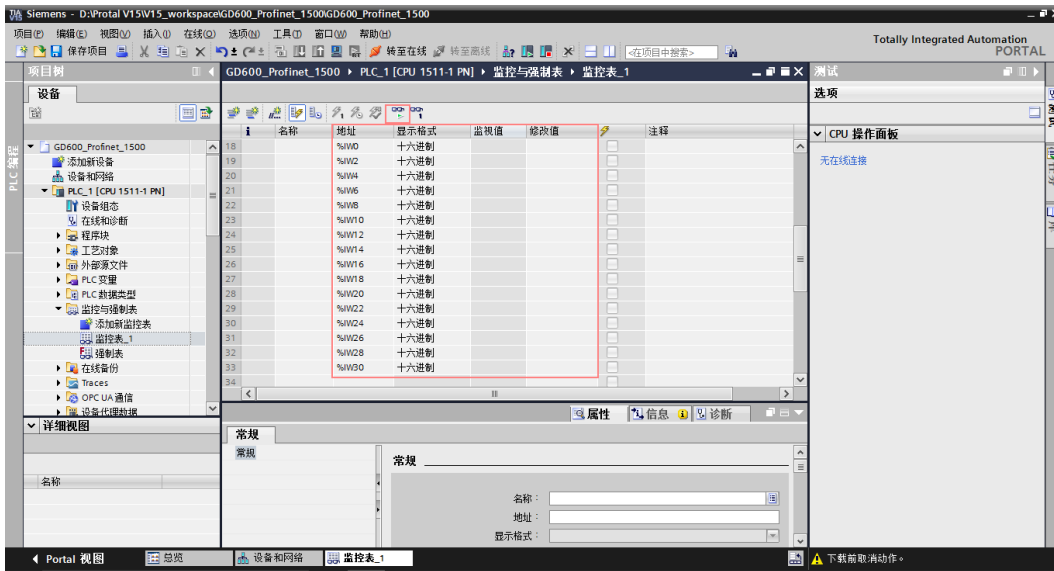 Siemens - D:\Protal V15\V15_workspace\GD600_Profinet_1500\GD600_Profinet_1500
项目(P) 编辑(E) 视图(V) 插入(I) 在线(O) 选项(N) 工具(T) 窗口(W) 帮助(H)
Totally Integrated Automation
PORTAL
保存项目 转至在线 转至离线 <在项目中搜索>
项目树
GD600_Profinet_1500 PLC_1 [CPU 1511-1 PN] 监控与强制表 监控表_1
测试
设备
选项
i 名称 地址 显示格式 监视值 修改值 注释
CPU 操作面板
无在线连接
PLC 编程
GD600_Profinet_1500
添加新设备
设备和网络
PLC_1 [CPU 1511-1 PN]
设备组态
在线和诊断
程序块
工艺对象
外部源文件
PLC 变量
PLC 数据类型
监控与强制表
添加新监控表
监控表_1
强制表
在线备份
Traces
OPC UA 通信
设备代理数据
18 %IW0 十六进制
19 %IW2 十六进制
20 %IW4 十六进制
21 %IW6 十六进制
22 %IW8 十六进制
23 %IW10 十六进制
24 %IW12 十六进制
25 %IW14 十六进制
26 %IW16 十六进制
27 %IW18 十六进制
28 %IW20 十六进制
29 %IW22 十六进制
30 %IW24 十六进制
31 %IW26 十六进制
32 %IW28 十六进制
33 %IW30 十六进制
34
属性 信息 诊断
详细视图
名称
常规
常规
常规
名称：
地址：
显示格式：
Portal 视图 总览 设备和网络 监控表_1
下载前取消动作。